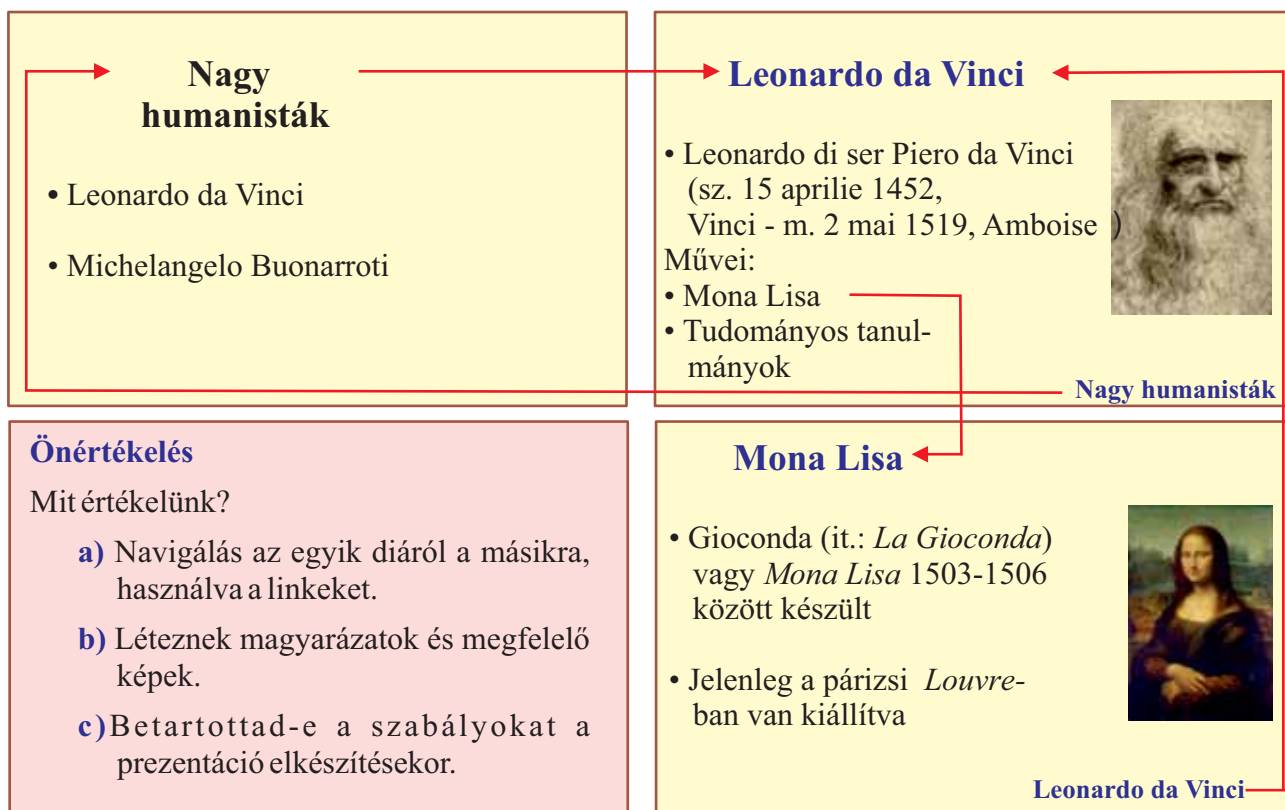 Nagy
humanisták
• Leonardo da Vinci
• Michelangelo Buonarroti
Leonardo da Vinci
• Leonardo di ser Piero da Vinci
(sz. 15 aprilie 1452,
Vinci - m. 2 mai 1519, Amboise )
Művei:
• Mona Lisa
• Tudományos tanul-
mányok
Nagy humanisták
Önértékelés
Mit értékelünk?
a) Navigálás az egyik diáról a másikra,
használva a linkeket.
b) Léteznek magyarázatok és megfelelő
képek.
c) Betartottad-e a szabályokat a
prezentáció elkészítésekor.
Mona Lisa
• Gioconda (it.: La Gioconda)
vagy Mona Lisa 1503-1506
között készült
• Jelenleg a párizsi Louvre-
ban van kiállítva
Leonardo da Vinci